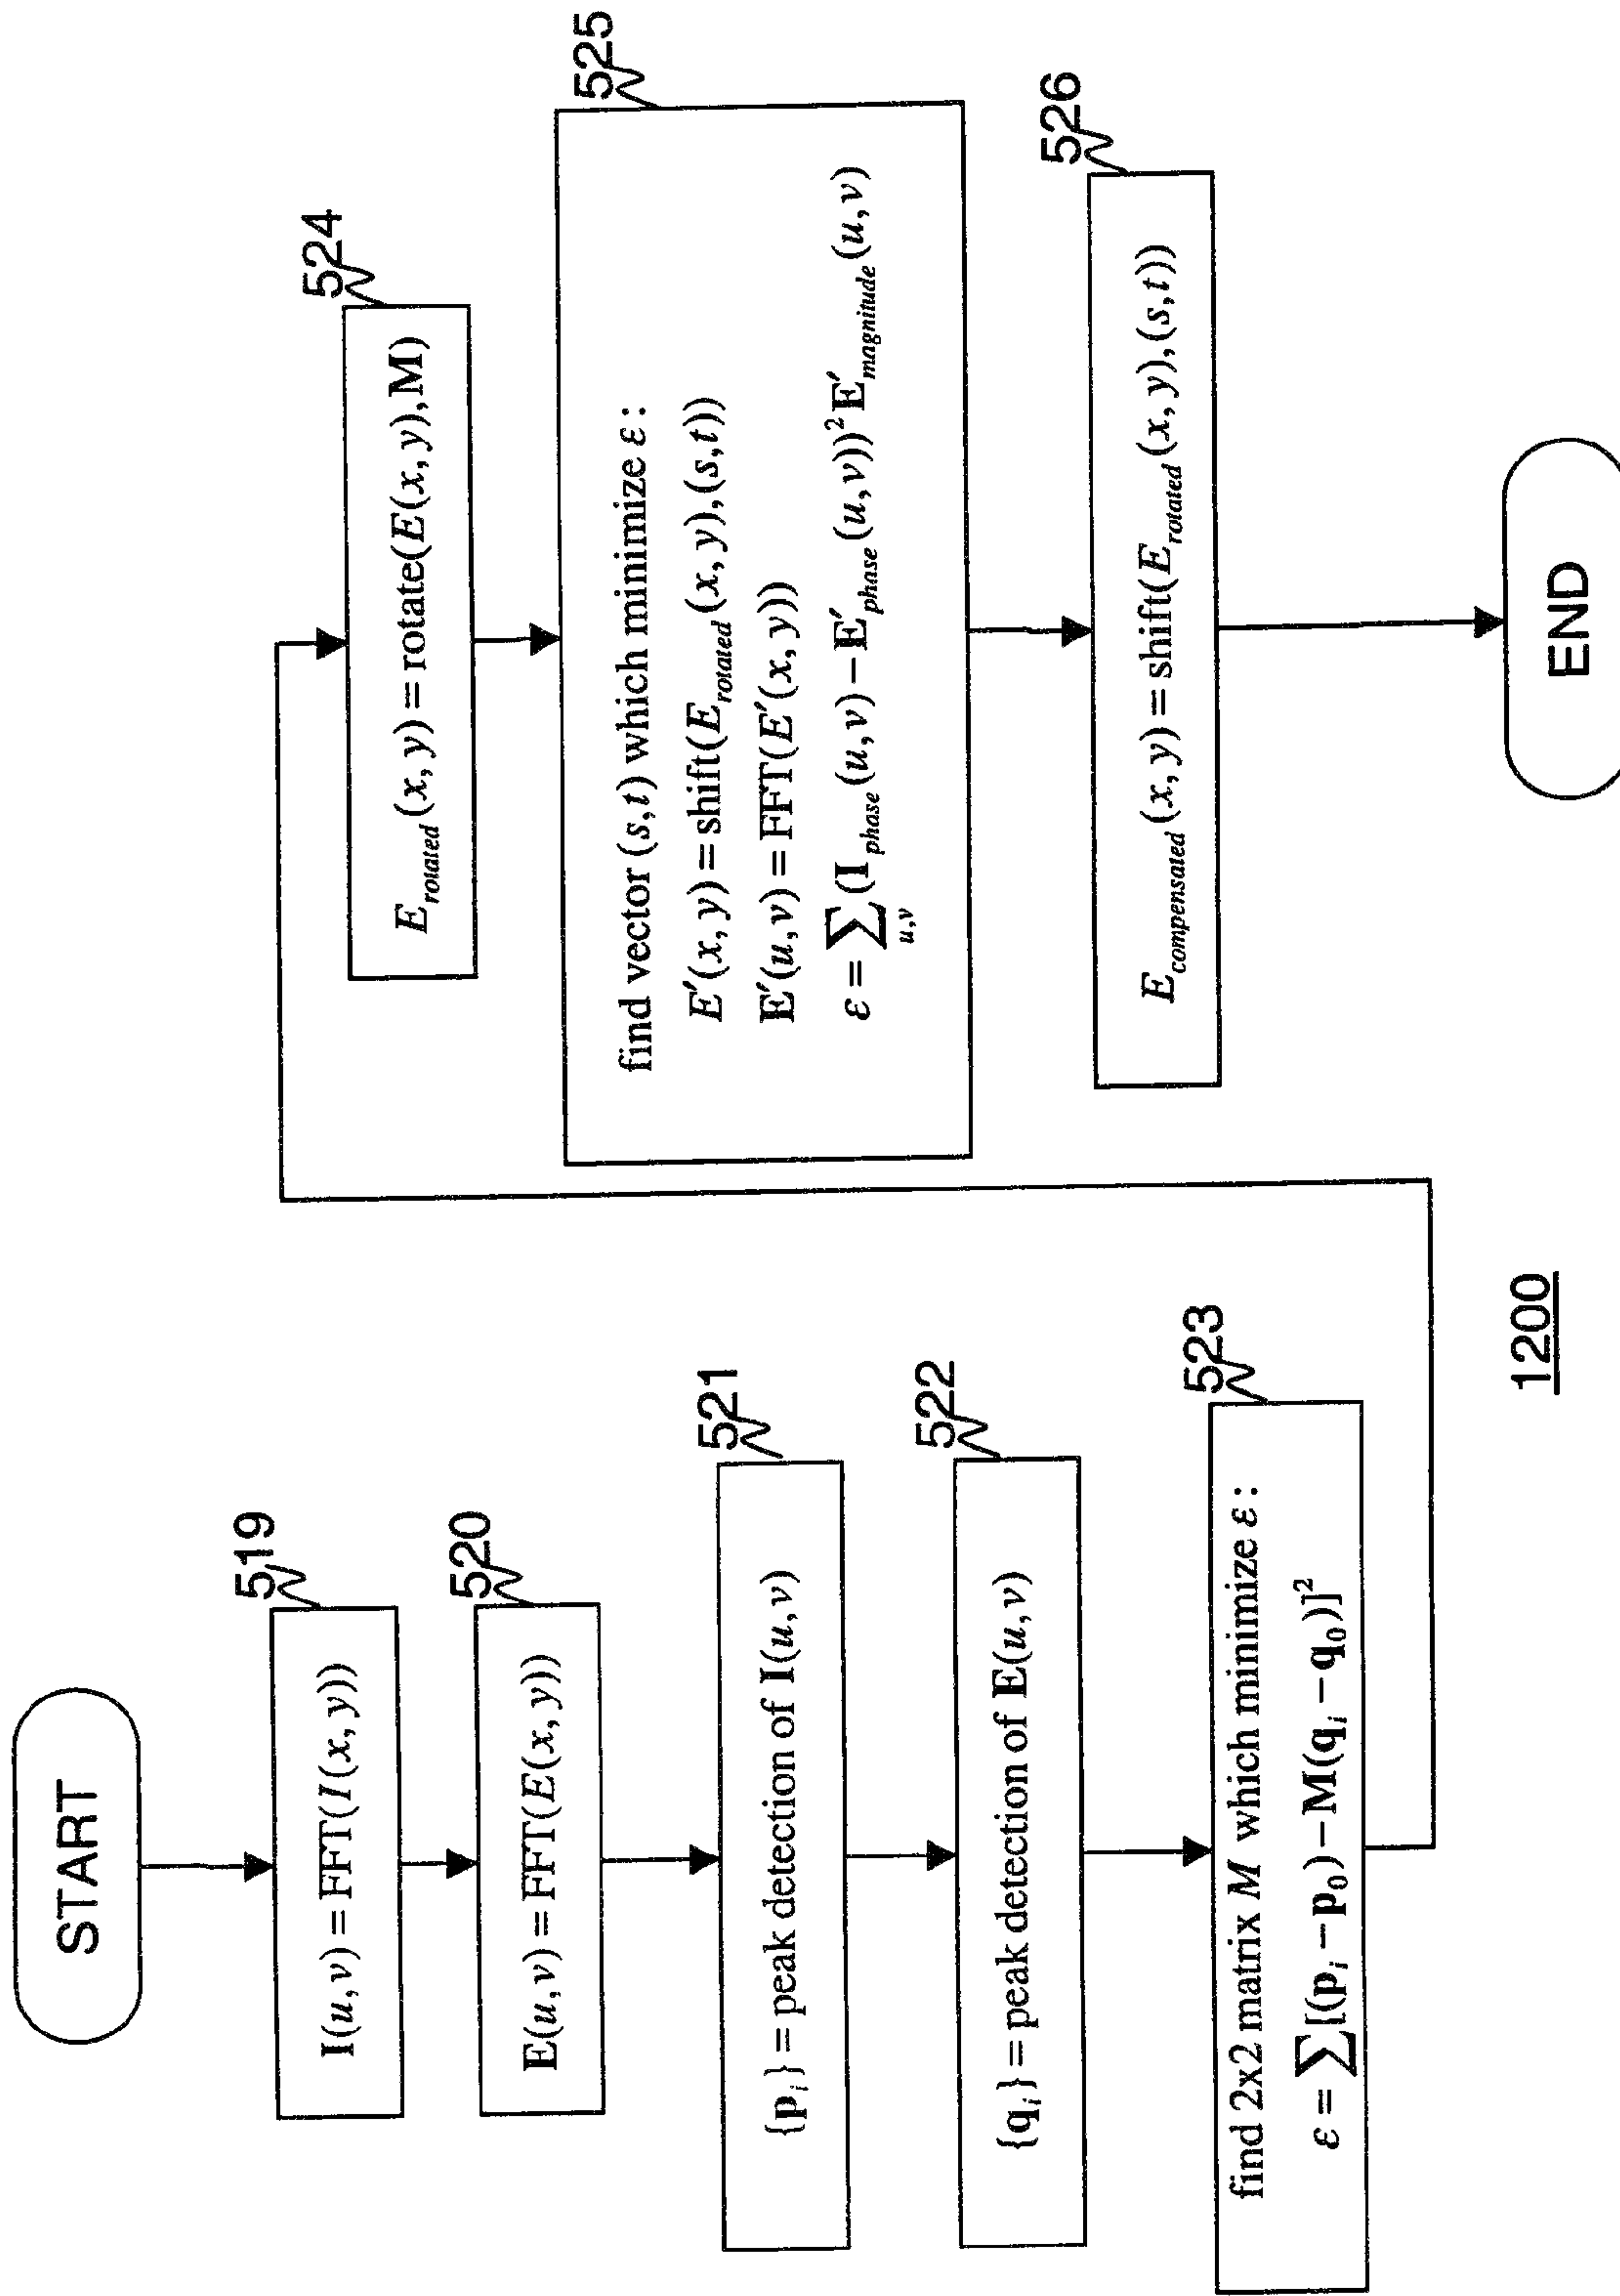 START
519
I(u,v) = FFT(I(x,y))
520
E(u,v) = FFT(E(x,y))
521
{p_i} = peak detection of I(u,v)
522
{q_i} = peak detection of E(u,v)
523
find 2x2 matrix M which minimize ε:
ε = ∑[(p_i − p_0) − M(q_i − q_0)]²
524
E_rotated(x,y) = rotate(E(x,y),M)
525
find vector (s,t) which minimize ε:
E′(x,y) = shift(E_rotated(x,y),(s,t))
E′(u,v) = FFT(E′(x,y))
ε = ∑_u,v (I_phase(u,v) − E′_phase(u,v))² E′_magnitude(u,v)
526
E_compensated(x,y) = shift(E_rotated(x,y),(s,t))
END
1200